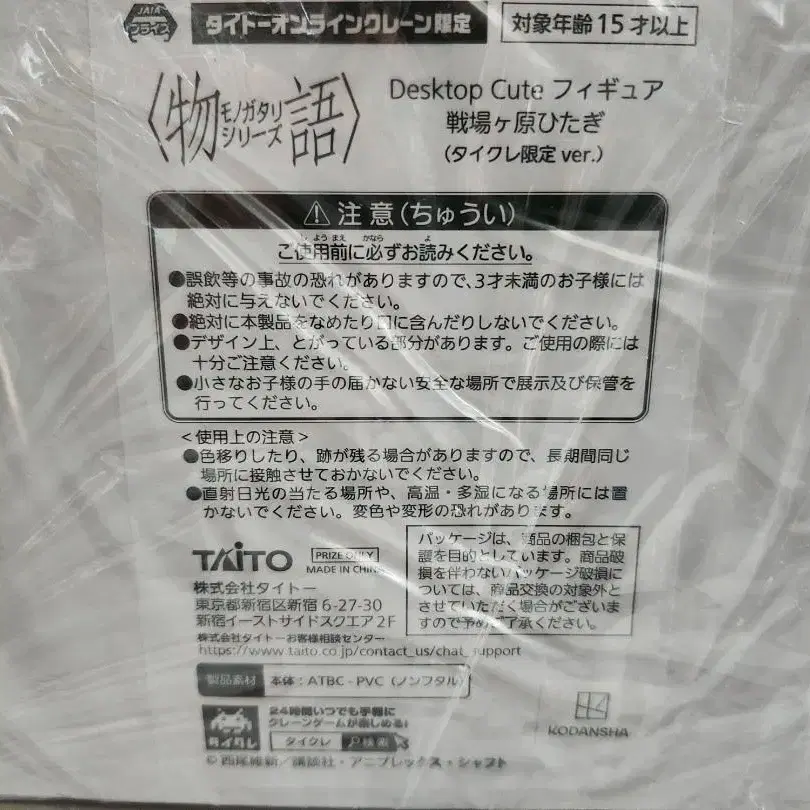 JAIA
プライズ
タイトーオンラインクレーン限定
対象年齢15才以上
〈物語〉
モノガタリ
シリーズ
Desktop Cute フィギュア
戦場ヶ原ひたぎ
(タイクレ限定 ver.)
⚠注意(ちゅうい)
しようまえ かなら よ
ご使用前に必ずお読みください。
●誤飲等の事故の恐れがありますので、3才未満のお子様には
絶対に与えないでください。
●絶対に本製品をなめたり口に含んだりしないでください。
●デザイン上、とがっている部分があります。ご使用の際には
十分ご注意ください。
●小さなお子様の手の届かない安全な場所で展示及び保管を
行ってください。
<使用上の注意>
●色移りしたり、跡が残る場合がありますので、長期間同じ
場所に接触させておかないでください。
●直射日光の当たる場所や、高温・多湿になる場所には置
かないでください。変色や変形の恐れがあります。
TAITO
PRIZE ONLY
MADE IN CHINA
株式会社タイトー
東京都新宿区新宿 6-27-30
新宿イーストサイドスクエア 2F
株式会社タイトーお客様相談センター
https://www.taito.co.jp/contact_us/chat_support
パッケージは、商品の梱包と保
護を目的としています。商品破
損を伴わないパッケージ破損に
ついては、商品交換の対象外と
させていただく場合がございま
すので予めご了承ください。
製品素材 本体：ATBC-PVC（ノンフタル）
タイクレ
24時間いつでも手軽に
クレーンゲームが楽しめる!
タイクレ 検索
KODANSHA
©西尾維新／講談社・アニプレックス・シャフト